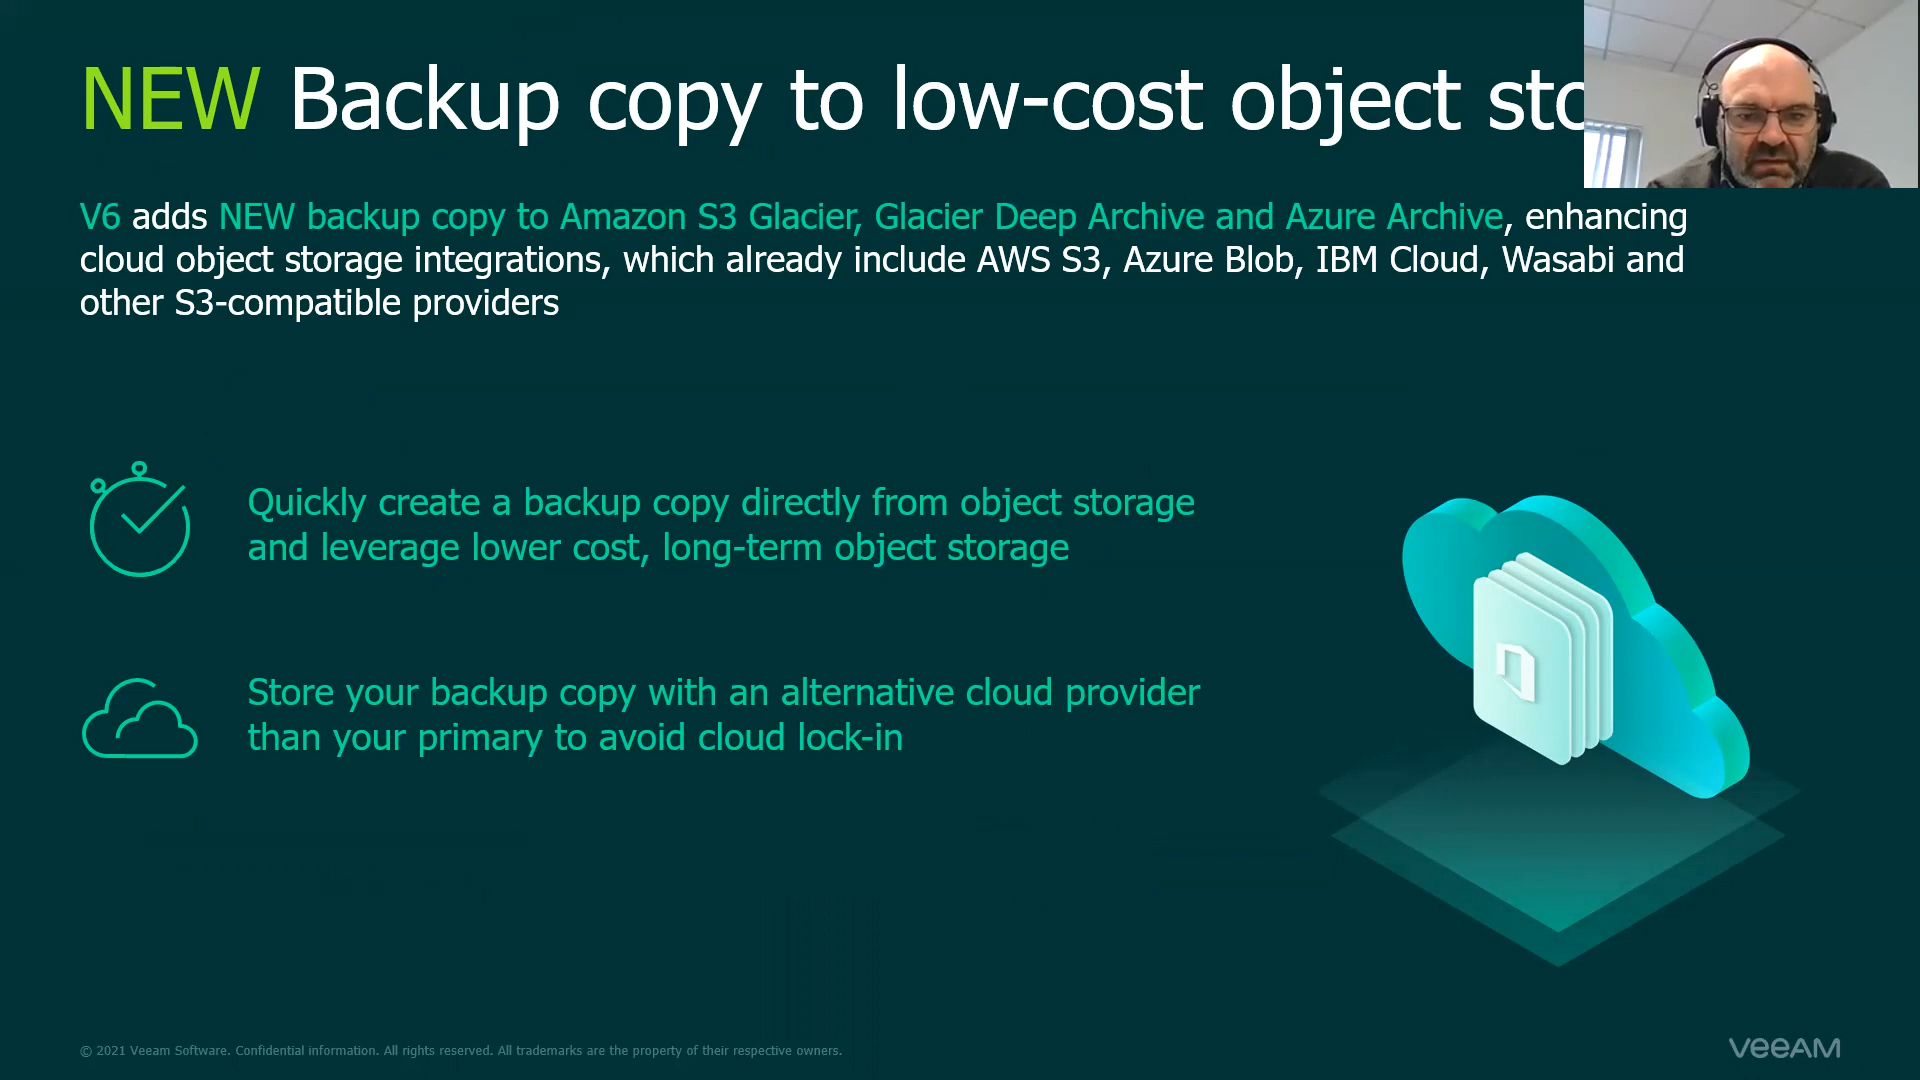 NEW Backup copy to low-cost object
V6 adds NEW backup copy to Amazon S3 Glacier, Glacier Deep Archive and Azure Archive, enhancing
cloud object storage integrations, which already include AWS S3, Azure Blob, IBM Cloud, Wasabi and
other S3-compatible providers
Quickly create a backup copy directly from object storage
and leverage lower cost, long-term object storage
Store your backup copy with an alternative cloud provider
than your primary to avoid cloud lock-in
© 2021 Veeam Software. Confidential information. All rights reserved. All trademarks are the property of their respective owners.
veeAM